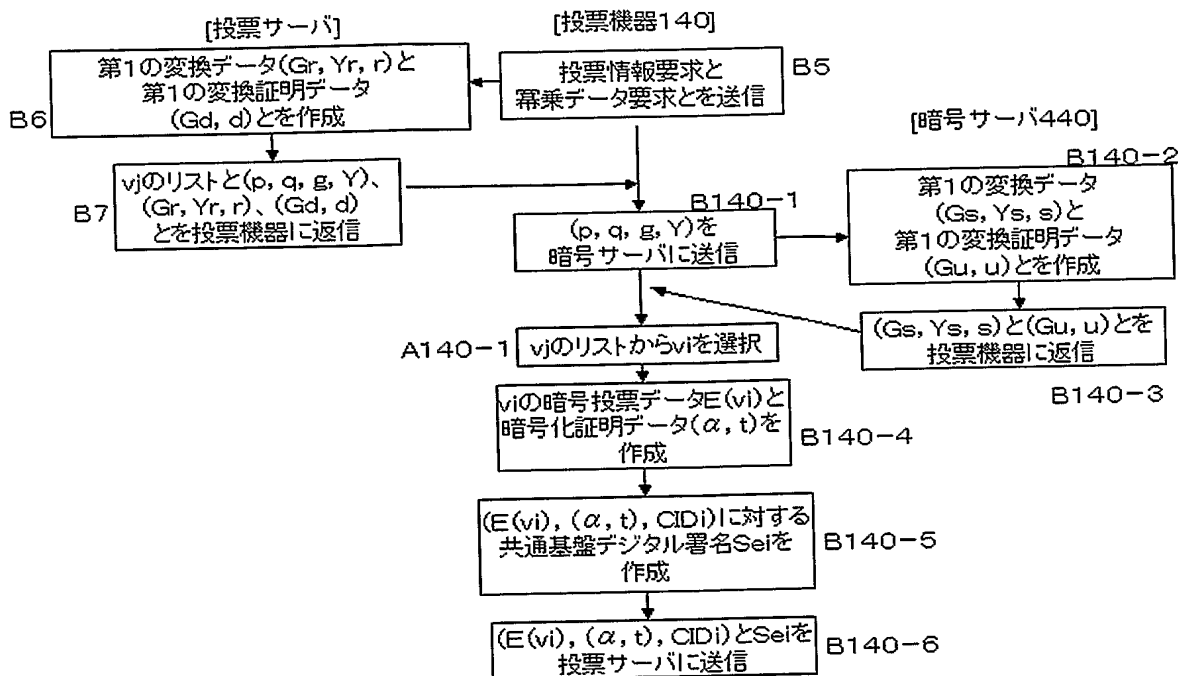 [投票サーバ]
[投票機器140]
第1の変換データ(Gr, Yr, r)と
第1の変換証明データ
(Gd, d)とを作成
B6
投票情報要求と
冪乗データ要求とを送信
B5
[暗号サーバ440]
vjのリストと(p, q, g, Y)、
(Gr, Yr, r)、(Gd, d)
とを投票機器に返信
B7
B140-1
(p, q, g, Y)を
暗号サーバに送信
B140-2
第1の変換データ
(Gs, Ys, s)と
第1の変換証明データ
(Gu, u)とを作成
(Gs, Ys, s)と(Gu, u)とを
投票機器に返信
B140-3
A140-1
vjのリストからviを選択
viの暗号投票データE(vi)と
暗号化証明データ(α, t)を
作成
B140-4
(E(vi), (α, t), CIDi)に対する
共通基盤デジタル署名Seiを
作成
B140-5
(E(vi), (α, t), CIDi)とSeiを
投票サーバに送信
B140-6